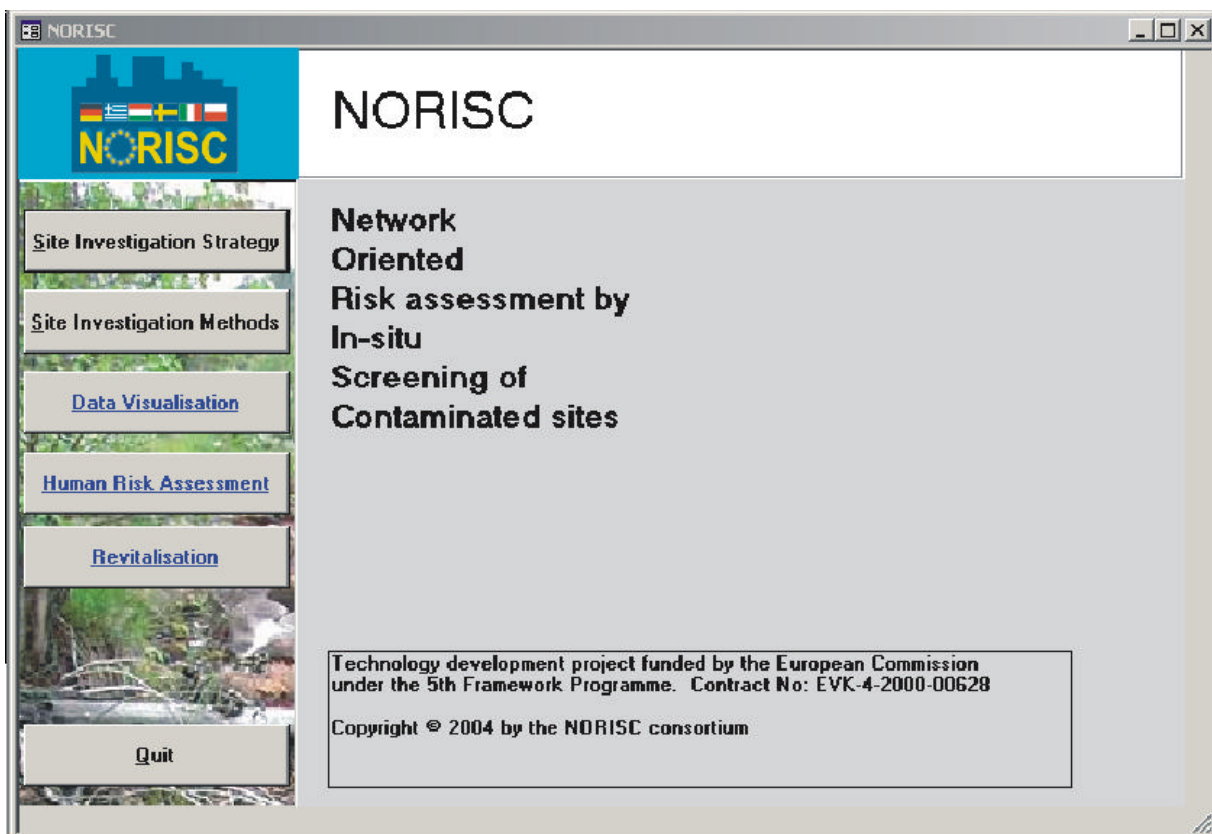 NORISC
NORISC
NORISC
Site Investigation Strategy
Site Investigation Methods
Data Visualisation
Human Risk Assessment
Revitalisation
Quit
Network
Oriented
Risk assessment by
In-situ
Screening of
Contaminated sites
Technology development project funded by the European Commission
under the 5th Framework Programme. Contract No: EVK-4-2000-00628
Copyright © 2004 by the NORISC consortium